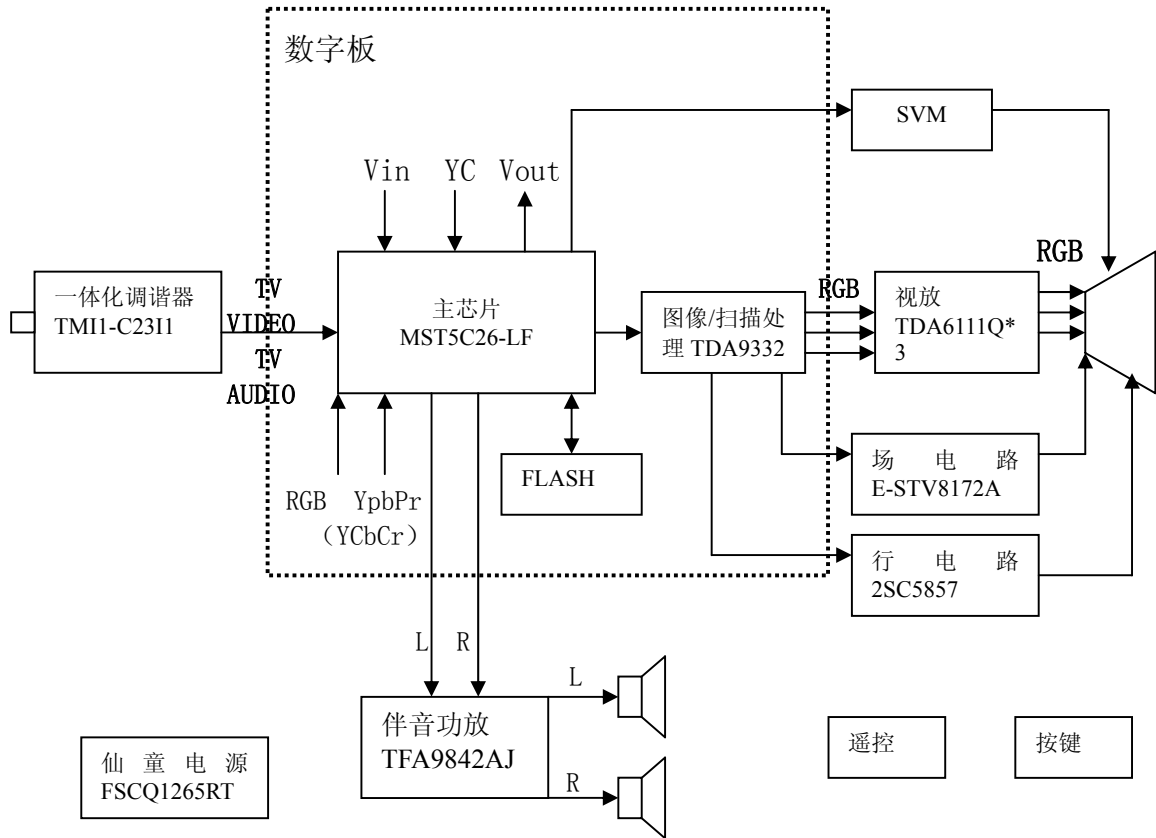 数字板
SVM
Vin YC Vout
RGB
一体化调谐器
TMI1-C23I1
TV
VIDEO
TV
AUDIO
主芯片
MST5C26-LF
图像/扫描处
理 TDA9332
RGB
视放
TDA6111Q*
3
FLASH
RGB YpbPr
(YCbCr)
场电路
E-STV8172A
行电路
2SC5857
L R
L
伴音功放
TFA9842AJ
R
仙童电源
FSCQ1265RT
遥控
按键